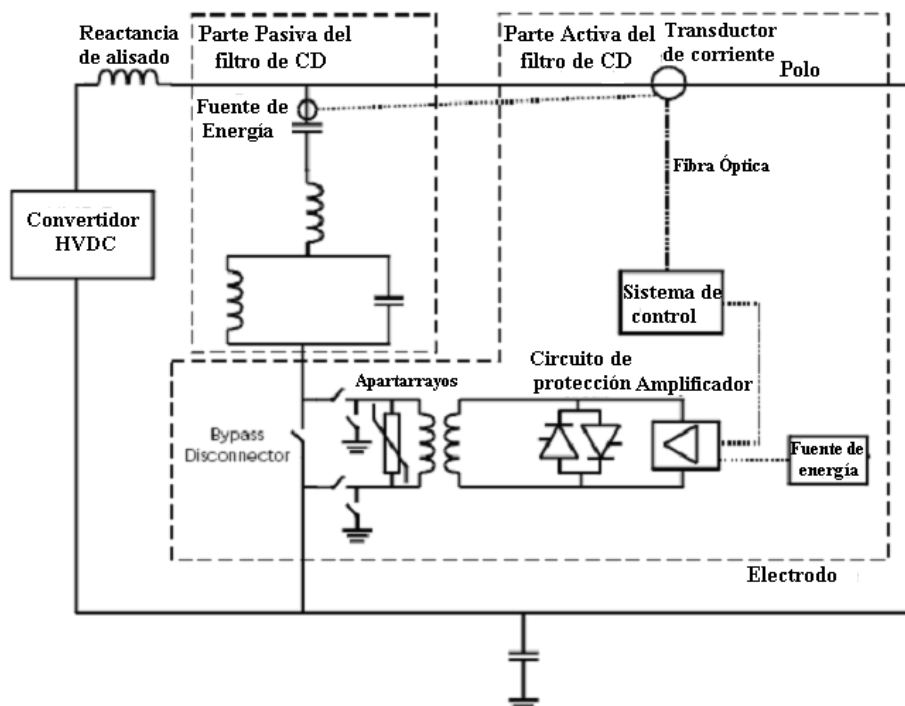 Reactancia
de alisado
Parte Pasiva del
filtro de CD
Parte Activa del
filtro de CD
Transductor
de corriente
Polo
Fuente de
Energía
Fibra Óptica
Convertidor
HVDC
Sistema de
control
Circuito de
protección
Amplificador
Apartarrayos
Bypass
Disconnector
Fuente de
energía
Electrodo